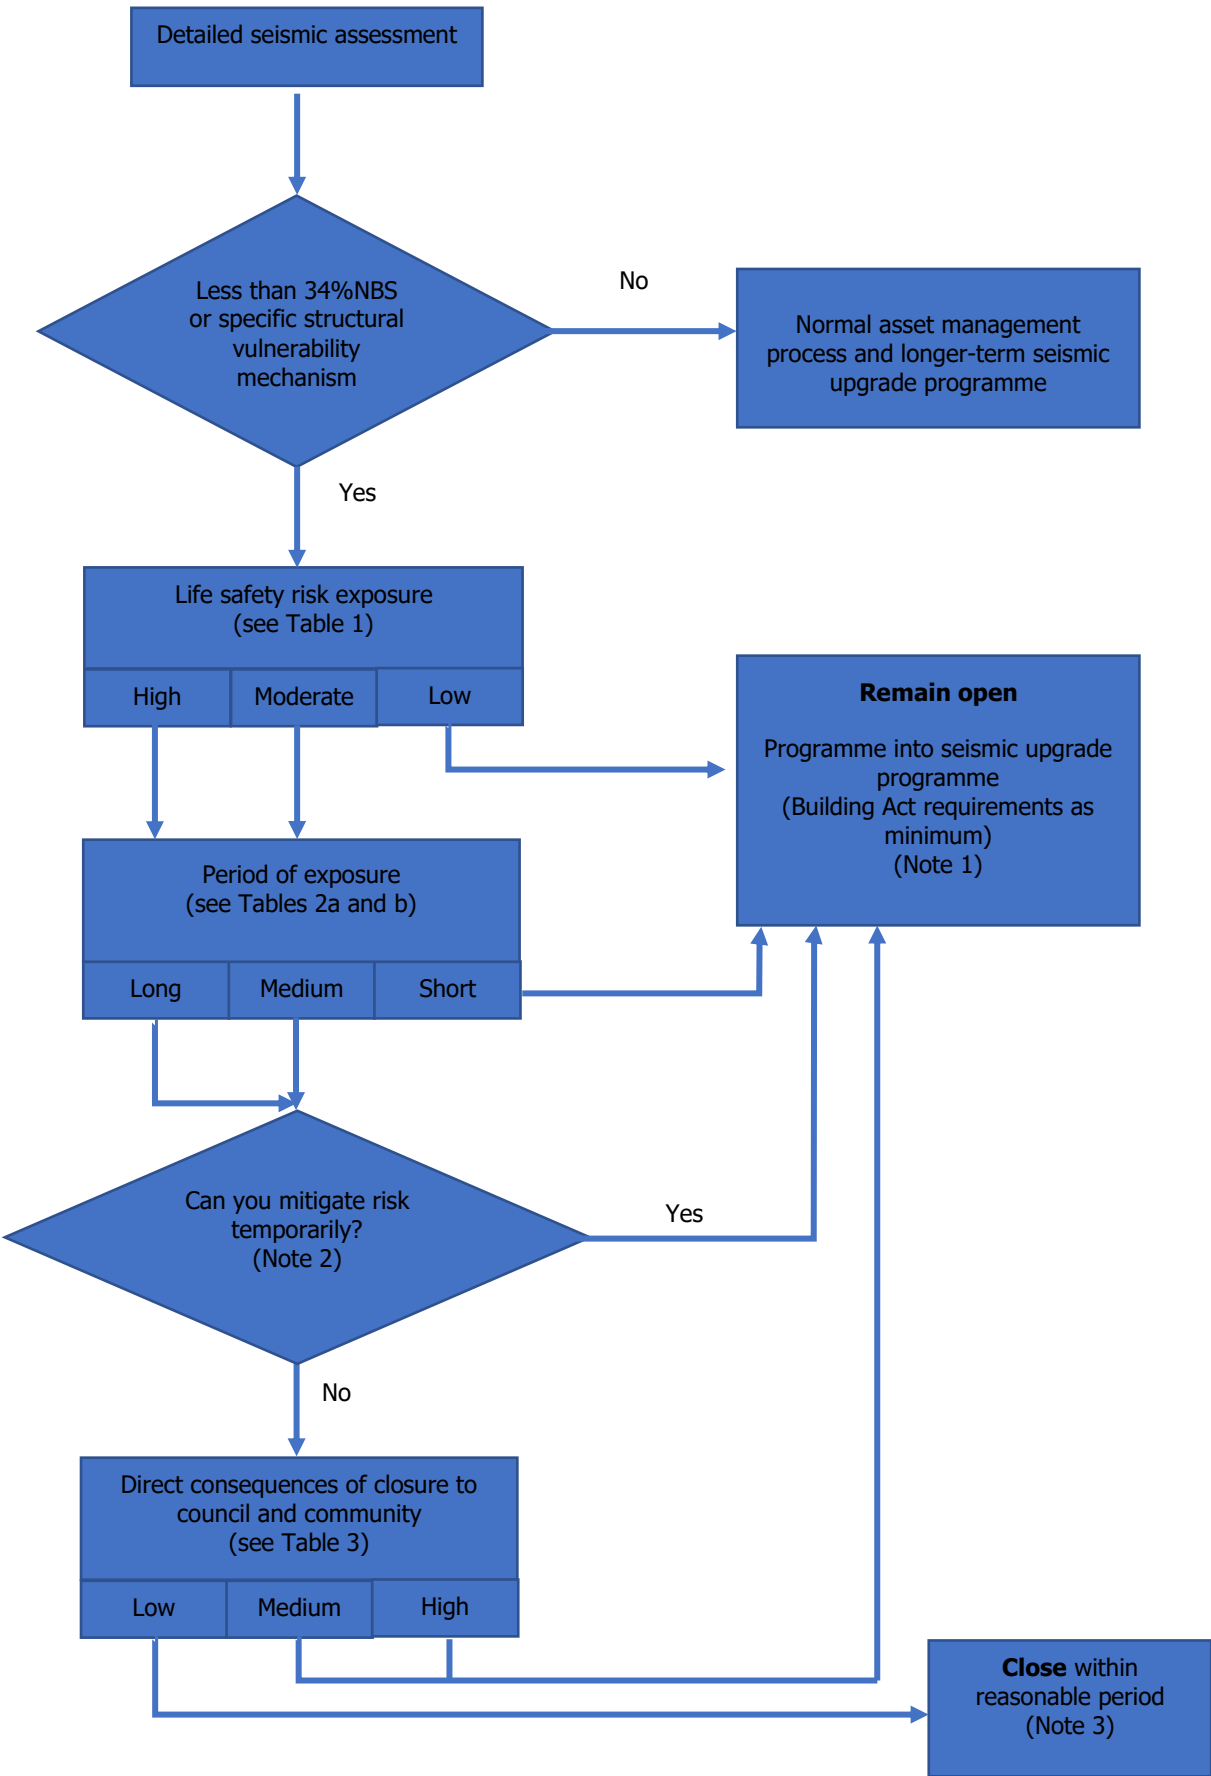 Detailed seismic assessment
Less than 34%NBS
or specific structural
vulnerability
mechanism
No
Normal asset management
process and longer-term seismic
upgrade programme
Yes
Life safety risk exposure
(see Table 1)
High
Moderate
Low
Remain open
Programme into seismic upgrade
programme
(Building Act requirements as
minimum)
(Note 1)
Period of exposure
(see Tables 2a and b)
Long
Medium
Short
Can you mitigate risk
temporarily?
(Note 2)
Yes
No
Direct consequences of closure to
council and community
(see Table 3)
Low
Medium
High
Close within
reasonable period
(Note 3)